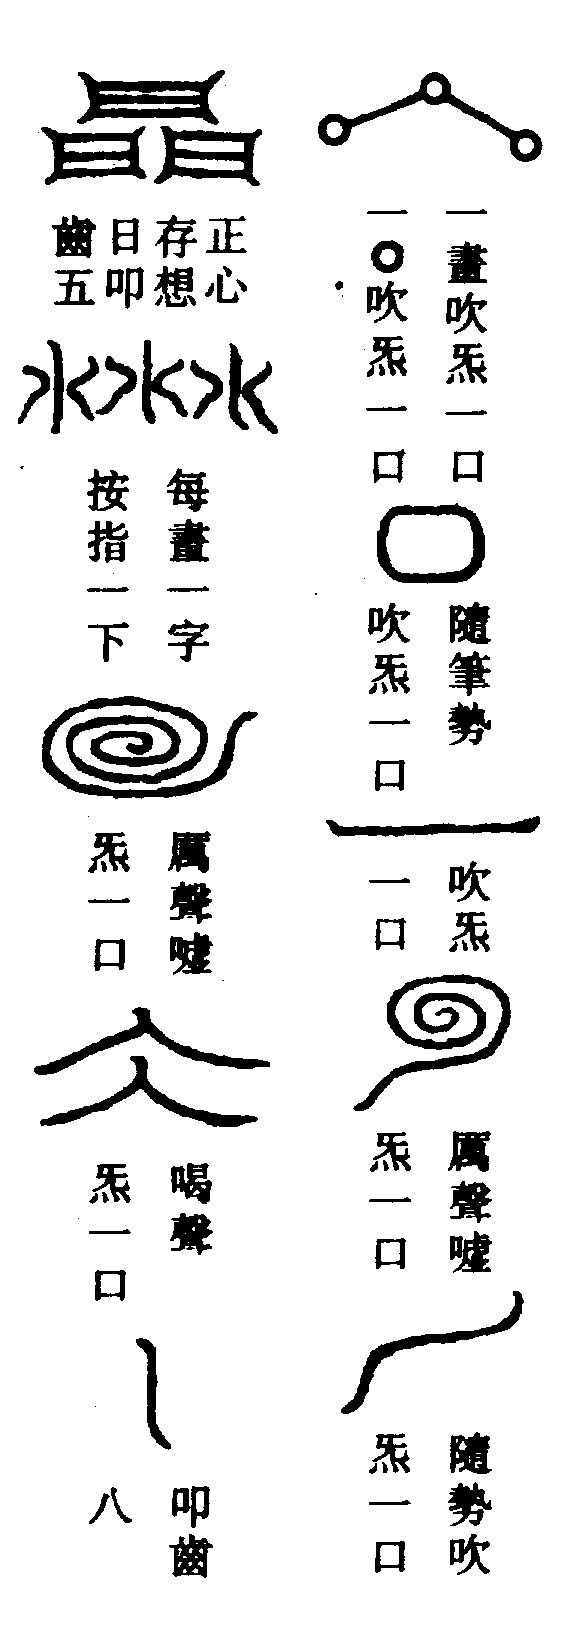 一畫吹炁一口
一〇吹炁一口
隨筆勢
吹炁一口
吹炁
一口
厲聲噓
炁一口
隨勢吹
炁一口
正心
存想
日叩
齒五
每畫一字
按指一下
厲聲噓
炁一口
喝聲
炁一口
叩齒
八